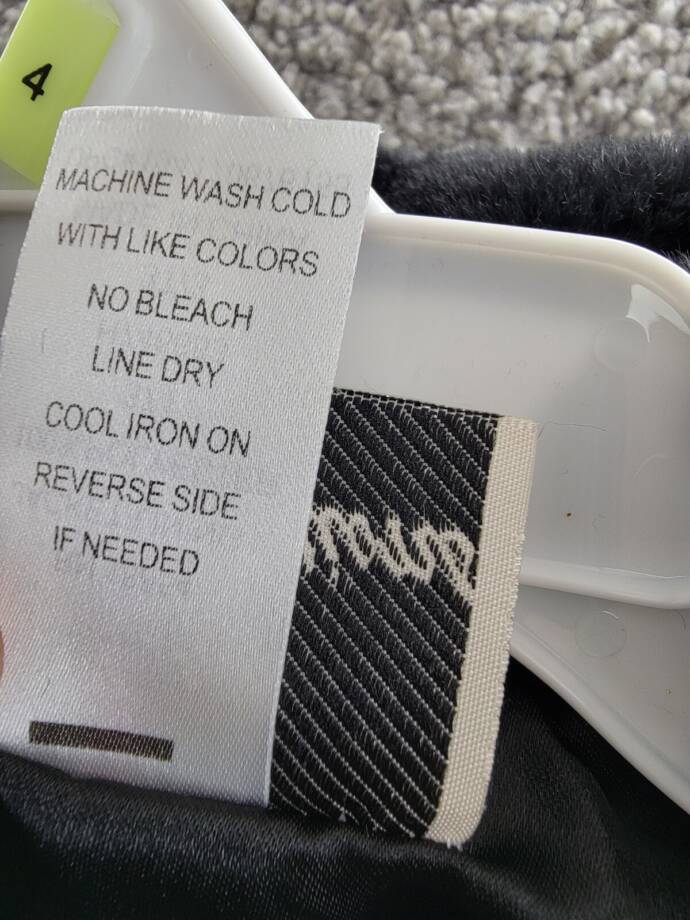 4
MACHINE WASH COLD
WITH LIKE COLORS
NO BLEACH
LINE DRY
COOL IRON ON
REVERSE SIDE
IF NEEDED